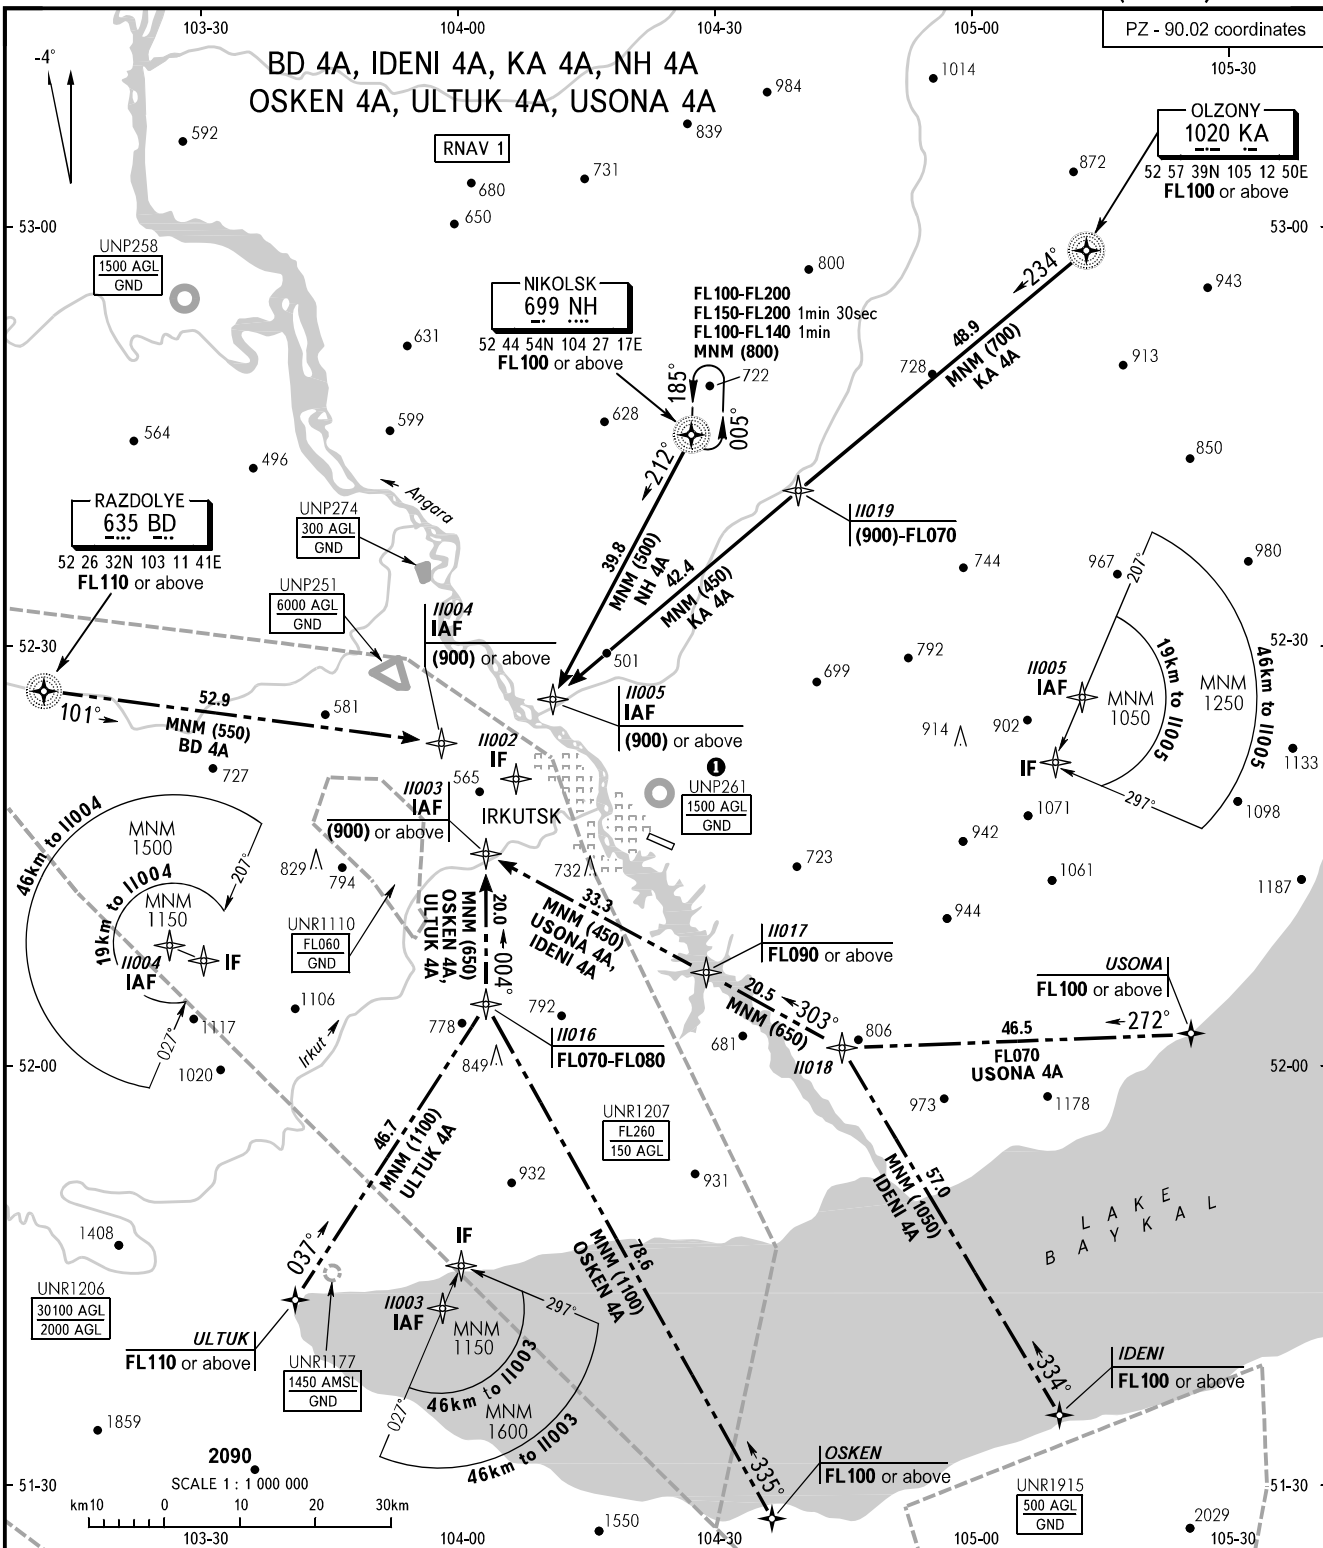 103-30
104-00
104-30
105-00
PZ - 90.02 coordinates
105-30
-4°
BD 4A, IDENI 4A, KA 4A, NH 4A
OSKEN 4A, ULTUK 4A, USONA 4A
RNAV 1
1014
984
839
592
731
680
650
872
OLZONY
1020 KA
52 57 39N 105 12 50E
FL100 or above
53-00
53-00
UNP258
1500 AGL
GND
800
943
234°
NIKOLSK
699 NH
52 44 54N 104 27 17E
FL100 or above
FL100-FL200
FL150-FL200 1min 30sec
FL100-FL140 1min
MNM (800)
631
48.9
MNM (700)
KA 4A
728
913
722
185°
005°
628
599
564
496
212°
850
RAZDOLYE
635 BD
52 26 32N 103 11 41E
FL110 or above
Angara
UNP274
300 AGL
GND
II019
(900)-FL070
39.8
MNM (500)
NH 4A
42.4
MNM (450)
KA 4A
744
967
980
207°
UNP251
6000 AGL
GND
II004
IAF
(900) or above
52-30
52-30
501
792
699
II005
IAF
(900) or above
52.9
MNM (550)
BD 4A
101°
581
727
II005
IAF
MNM
1050
19km to II005
MNM
1250
46km to II005
902
914
IF
297°
1133
1098
II002
IF
1
UNP261
1500 AGL
GND
565
IRKUTSK
II003
IAF
(900) or above
1071
942
1061
1187
723
732
829
794
46km to II004
MNM
1500
19km to II004
MNM
1150
207°
II004
IAF
IF
027°
33.3
MNM (450)
USONA 4A,
IDENI 4A
944
20.0
MNM (650)
OSKEN 4A,
ULTUK 4A
004°
UNR1110
FL060
GND
II017
FL090 or above
USONA
FL100 or above
1106
1117
1020
Irkut
778
792
II016
FL070-FL080
849
20.5
MNM (650)
303°
681
806
II018
46.5
FL070
USONA 4A
272°
52-00
52-00
973
1178
UNR1207
FL260
150 AGL
46.7
MNM (1100)
ULTUK 4A
932
931
57.0
MNM (1050)
IDENI 4A
LAKE
BAYKAL
1408
037°
UNR1206
30100 AGL
2000 AGL
IF
78.6
MNM (1100)
OSKEN 4A
II003
IAF
297°
MNM
1150
46km to II003
MNM
1600
46km to II003
027°
ULTUK
FL110 or above
UNR1177
1450 AMSL
GND
334°
IDENI
FL100 or above
1859
2090
SCALE 1 : 1 000 000
km10 0 10 20 30km
OSKEN
FL100 or above
335°
51-30
51-30
UNR1915
500 AGL
GND
1550
2029
103-30
104-00
104-30
105-00
105-30